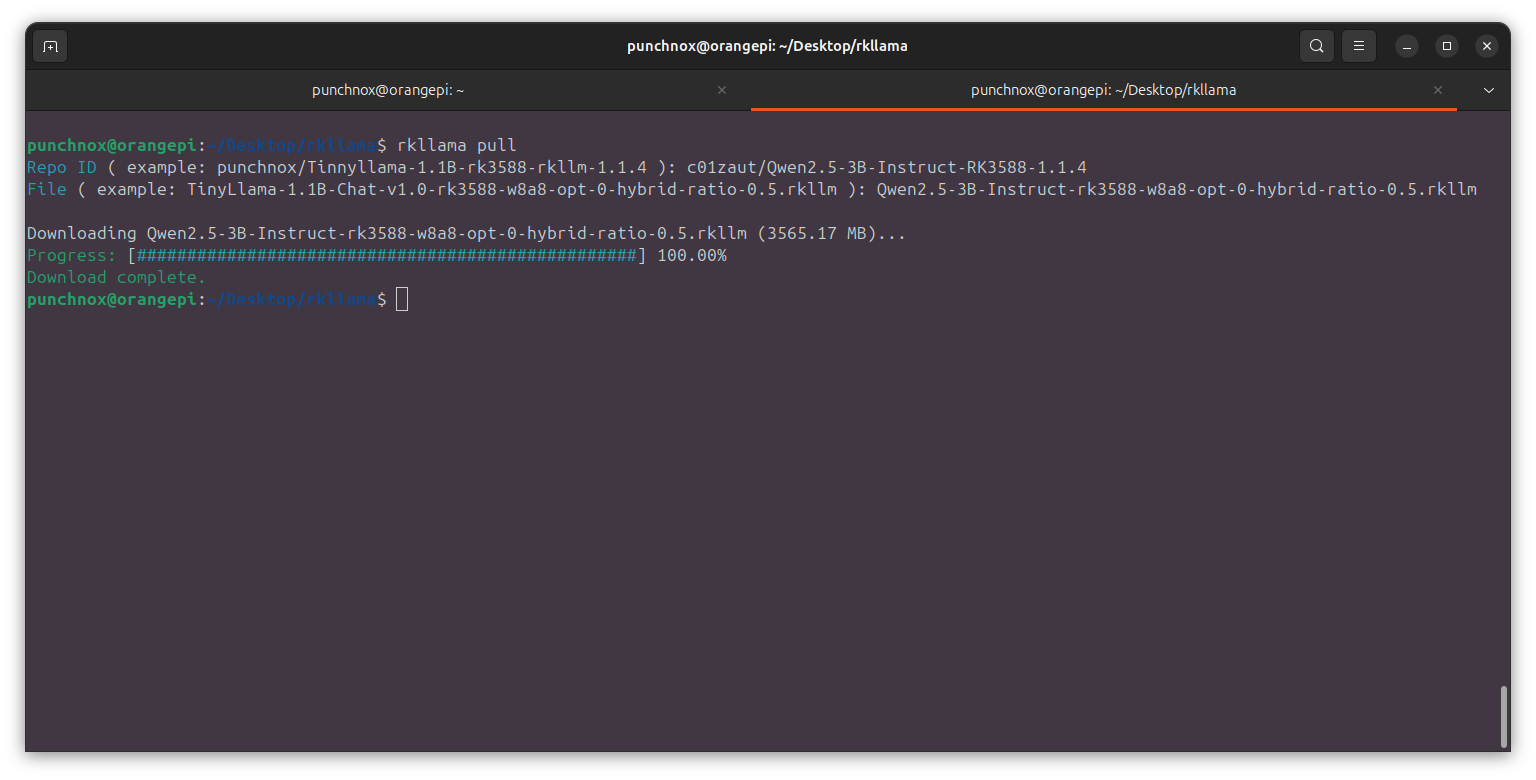 punchnox@orangepi: ~/Desktop/rkllama
punchnox@orangepi: ~
punchnox@orangepi: ~/Desktop/rkllama
punchnox@orangepi:~/Desktop/rkllama$ rkllama pull
Repo ID ( example: punchnox/Tinnyllama-1.1B-rk3588-rkllm-1.1.4 ): c01zaut/Qwen2.5-3B-Instruct-RK3588-1.1.4
File ( example: TinyLlama-1.1B-Chat-v1.0-rk3588-w8a8-opt-0-hybrid-ratio-0.5.rkllm ): Qwen2.5-3B-Instruct-rk3588-w8a8-opt-0-hybrid-ratio-0.5.rkllm
Downloading Qwen2.5-3B-Instruct-rk3588-w8a8-opt-0-hybrid-ratio-0.5.rkllm (3565.17 MB)...
Progress: [##################################################] 100.00%
Download complete.
punchnox@orangepi:~/Desktop/rkllama$